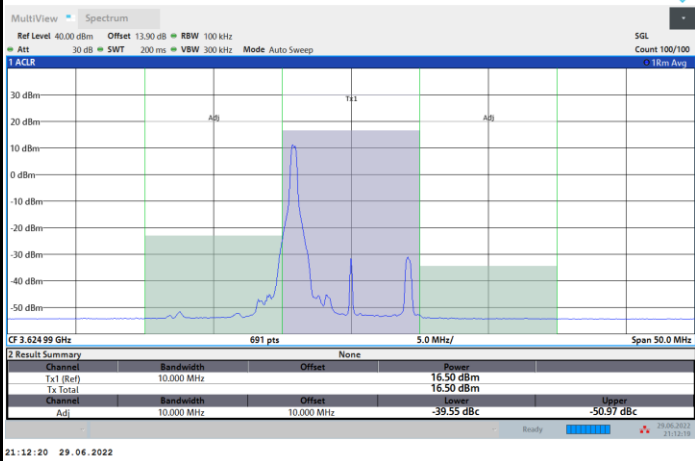 MultiView Spectrum
Ref Level 40.00 dBm Offset 13.90 dB RBW 100 kHz SGL
Att 30 dB SWT 200 ms VBW 300 kHz Mode Auto Sweep Count 100/100
1 ACLR 1Rm Avg
30 dBm
Tx1
20 dBm
Adj Adj
10 dBm
0 dBm
-10 dBm
-20 dBm
-30 dBm
-40 dBm
-50 dBm
CF 3.624 99 GHz 691 pts 5.0 MHz/ Span 50.0 MHz
2 Result Summary None
Channel Bandwidth Offset Power
Tx1 (Ref) 10.000 MHz 16.50 dBm
Tx Total 16.50 dBm
Channel Bandwidth Offset Lower Upper
Adj 10.000 MHz 10.000 MHz -39.55 dBc -50.97 dBc
Ready 29.06.2022
21:12:19
21:12:20 29.06.2022